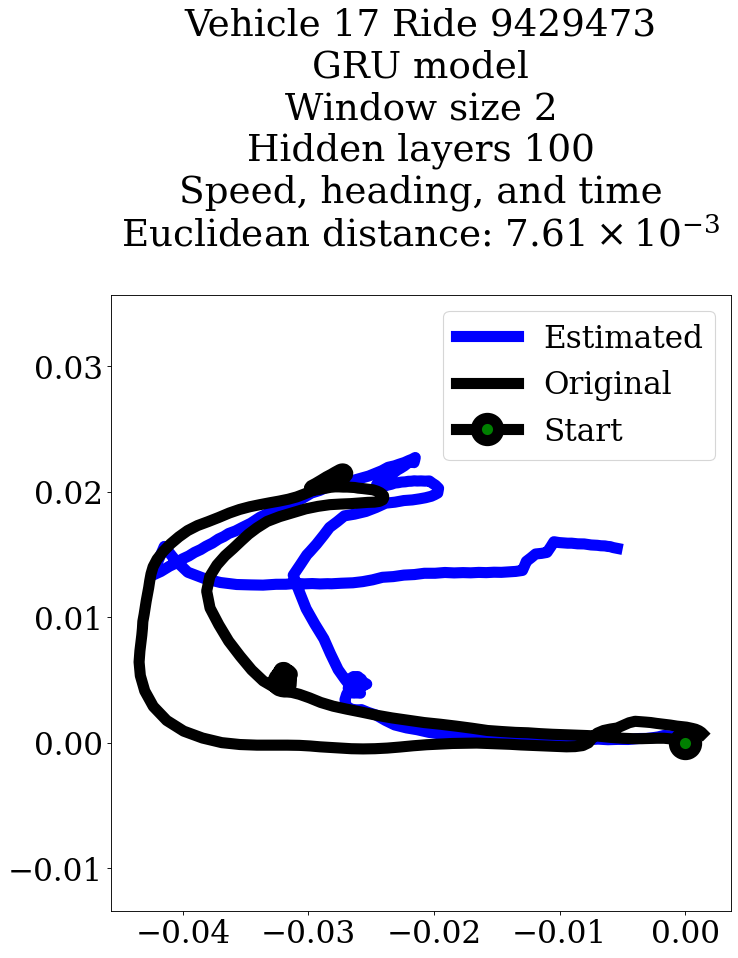 Vehicle 17 Ride 9429473
GRU model
Window size 2
Hidden layers 100
Speed, heading, and time
Euclidean distance: 7.61 × 10⁻³
Estimated
Original
Start
0.03
0.02
0.01
0.00
−0.01
−0.04 −0.03 −0.02 −0.01 0.00